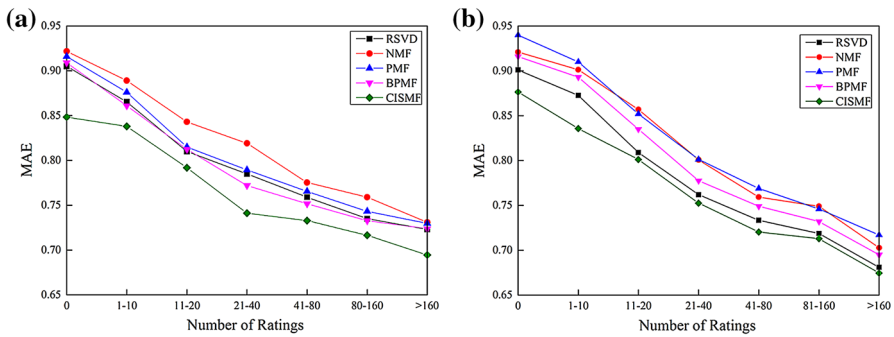 (a)
0.95
0.90
0.85
0.80
0.75
0.70
0.65
MAE
RSVD
NMF
PMF
BPMF
CISMF
0 1-10 11-20 21-40 41-80 80-160 >160
Number of Ratings
(b)
0.95
0.90
0.85
0.80
0.75
0.70
0.65
MAE
RSVD
NMF
PMF
BPMF
CISMF
0 1-10 11-20 21-40 41-80 81-160 >160
Number of Ratings